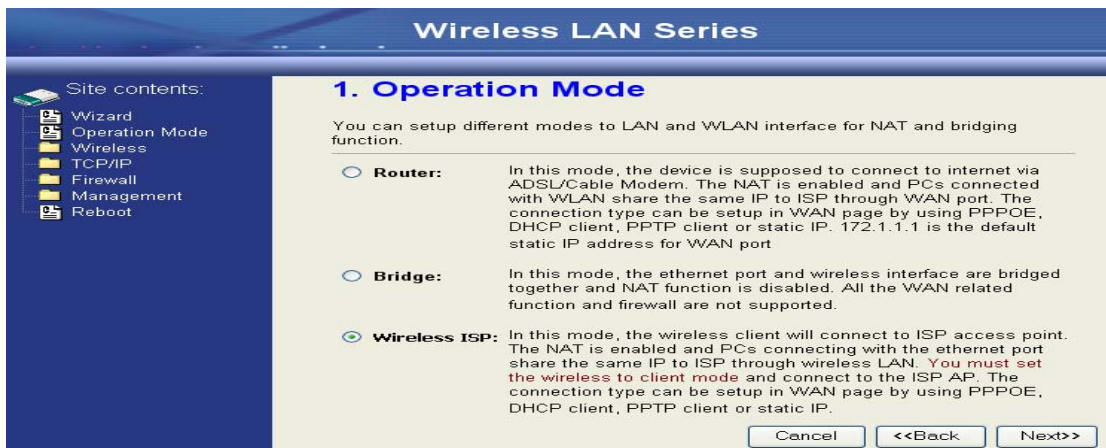 Wireless LAN Series
Site contents:
Wizard
Operation Mode
Wireless
TCP/IP
Firewall
Management
Reboot
1. Operation Mode
You can setup different modes to LAN and WLAN interface for NAT and bridging
function.
Router:
In this mode, the device is supposed to connect to internet via
ADSL/Cable Modem. The NAT is enabled and PCs connected
with WLAN share the same IP to ISP through WAN port. The
connection type can be setup in WAN page by using PPPOE,
DHCP client, PPTP client or static IP. 172.1.1.1 is the default
static IP address for WAN port
Bridge:
In this mode, the ethernet port and wireless interface are bridged
together and NAT function is disabled. All the WAN related
function and firewall are not supported.
Wireless ISP:
In this mode, the wireless client will connect to ISP access point.
The NAT is enabled and PCs connecting with the ethernet port
share the same IP to ISP through wireless LAN. You must set
the wireless to client mode and connect to the ISP AP. The
connection type can be setup in WAN page by using PPPOE,
DHCP client, PPTP client or static IP.
Cancel
<<Back
Next>>